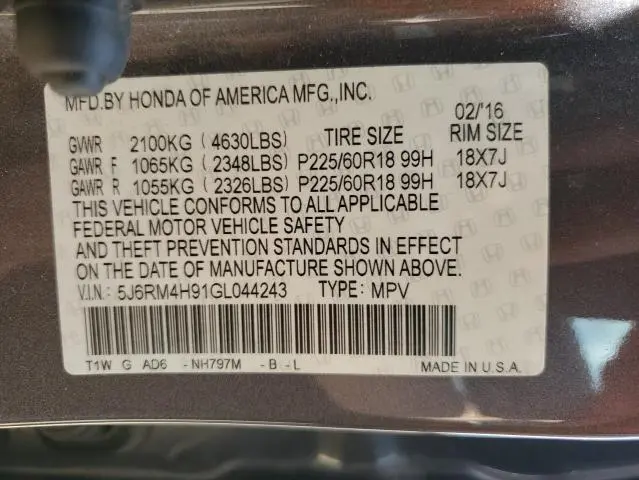 MFD.BY HONDA OF AMERICA MFG.,INC.
02/'16
GVWR 2100KG (4630LBS) TIRE SIZE RIM SIZE
GAWR F 1065KG (2348LBS) P225/60R18 99H 18X7J
GAWR R 1055KG (2326LBS) P225/60R18 99H 18X7J
THIS VEHICLE CONFORMS TO ALL APPLICABLE
FEDERAL MOTOR VEHICLE SAFETY
AND THEFT PREVENTION STANDARDS IN EFFECT
ON THE DATE OF MANUFACTURE SHOWN ABOVE.
V.I.N.: 5J6RM4H91GL044243 TYPE: MPV
T1W G AD6 -NH797M -B -L MADE IN U.S.A.